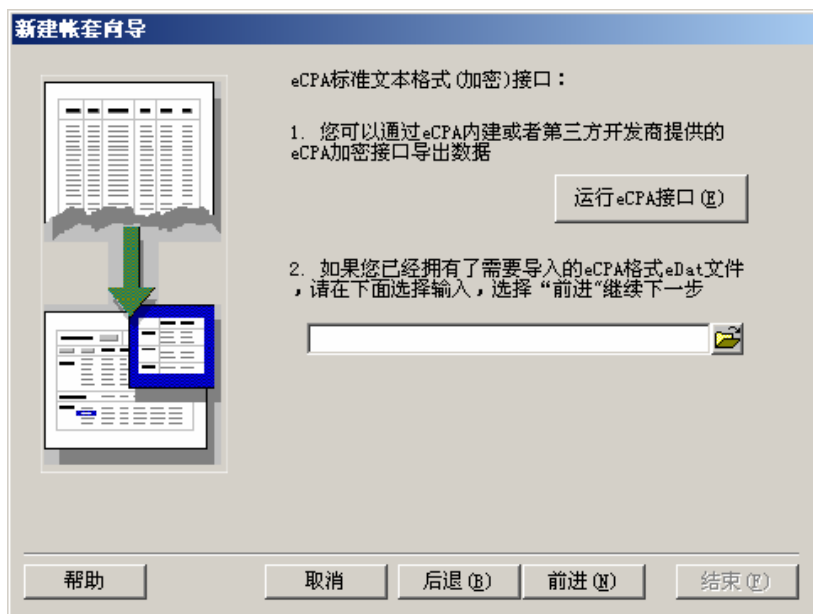 新建帐套向导
eCPA标准文本格式(加密)接口：
1. 您可以通过eCPA内建或者第三方开发商提供的
eCPA加密接口导出数据
运行eCPA接口(E)
2. 如果您已经拥有了需要导入的eCPA格式eDat文件
，请在下面选择输入，选择“前进”继续下一步
帮助
取消
后退(B)
前进(N)
结束(F)